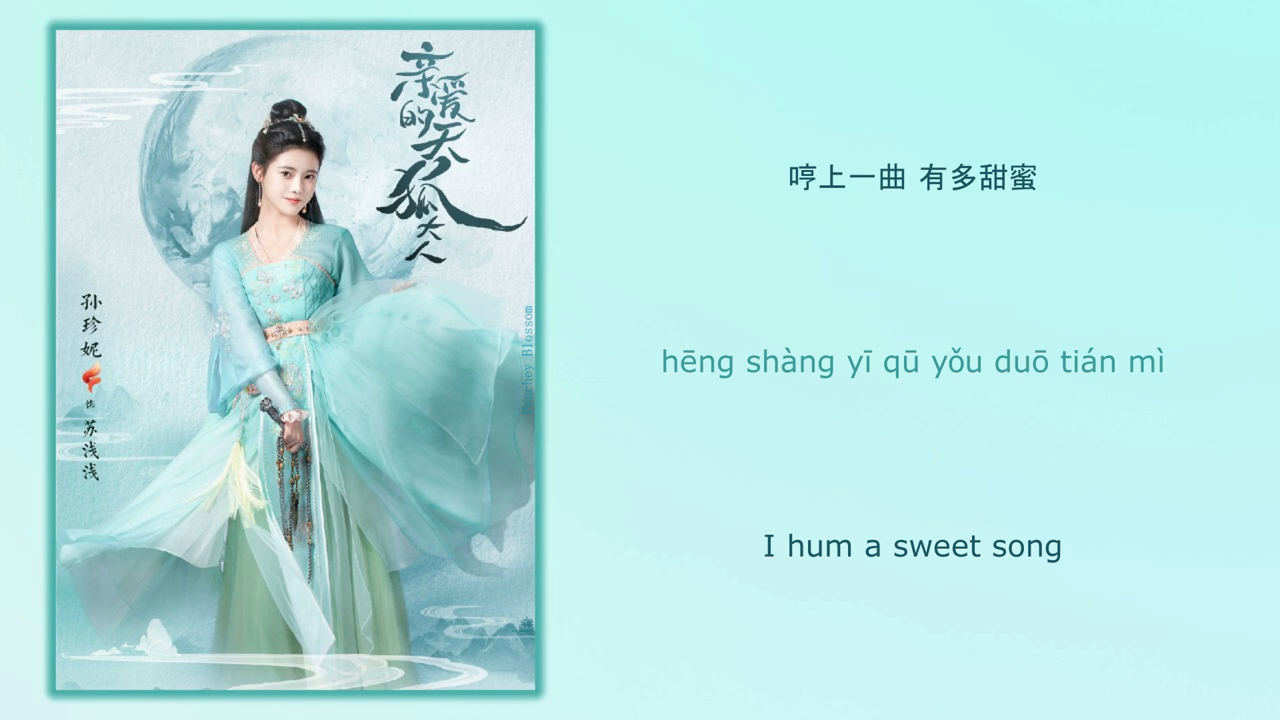 亲爱的天狐大人
孙珍妮
饰
苏浅浅
Blossom
哼上一曲 有多甜蜜
hēng shàng yī qū yǒu duō tián mì
I hum a sweet song